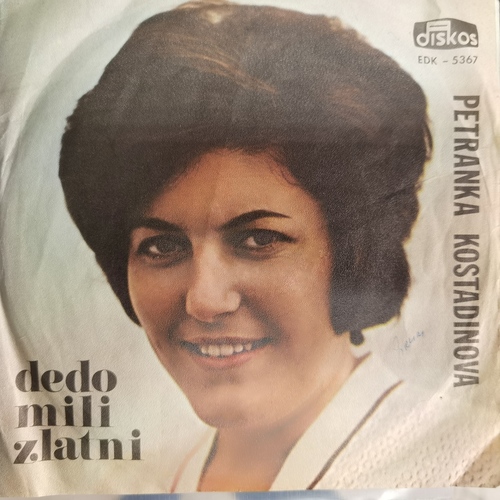 diskos
EDK - 5367
PETRANKA KOSTADINOVA
dedo
mili
zlatni